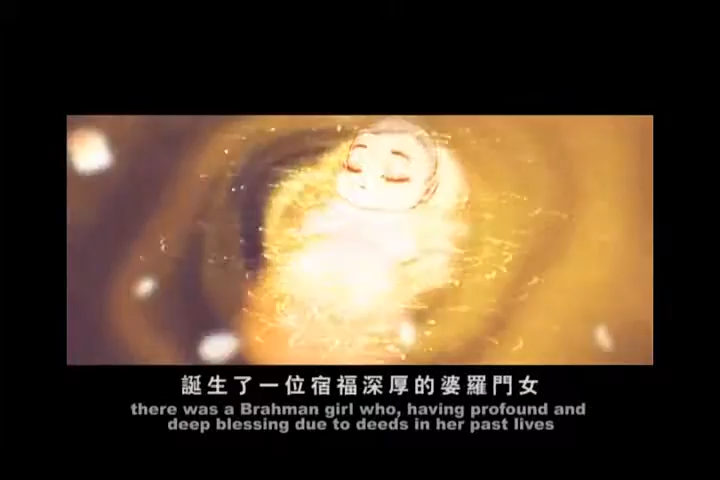 誕生了一位宿福深厚的婆羅門女
there was a Brahman girl who, having profound and
deep blessing due to deeds in her past lives